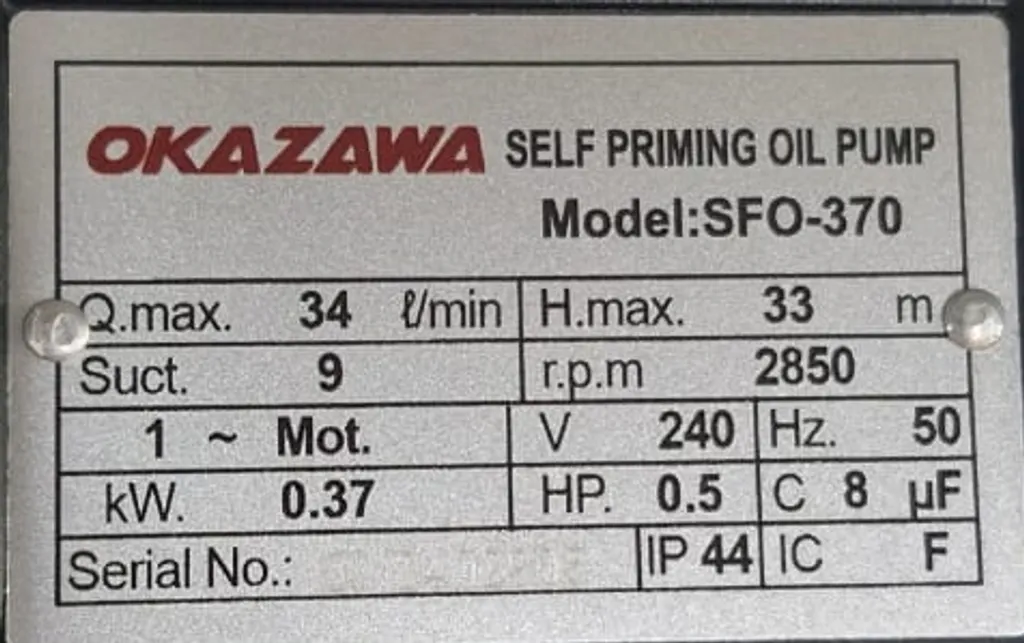 OKAZAWA SELF PRIMING OIL PUMP
Model:SFO-370
Q.max. 34 ℓ/min H.max. 33 m
Suct. 9 r.p.m 2850
1 ~ Mot. V 240 Hz. 50
kW. 0.37 HP. 0.5 C 8 µF
Serial No.: IP 44 IC F